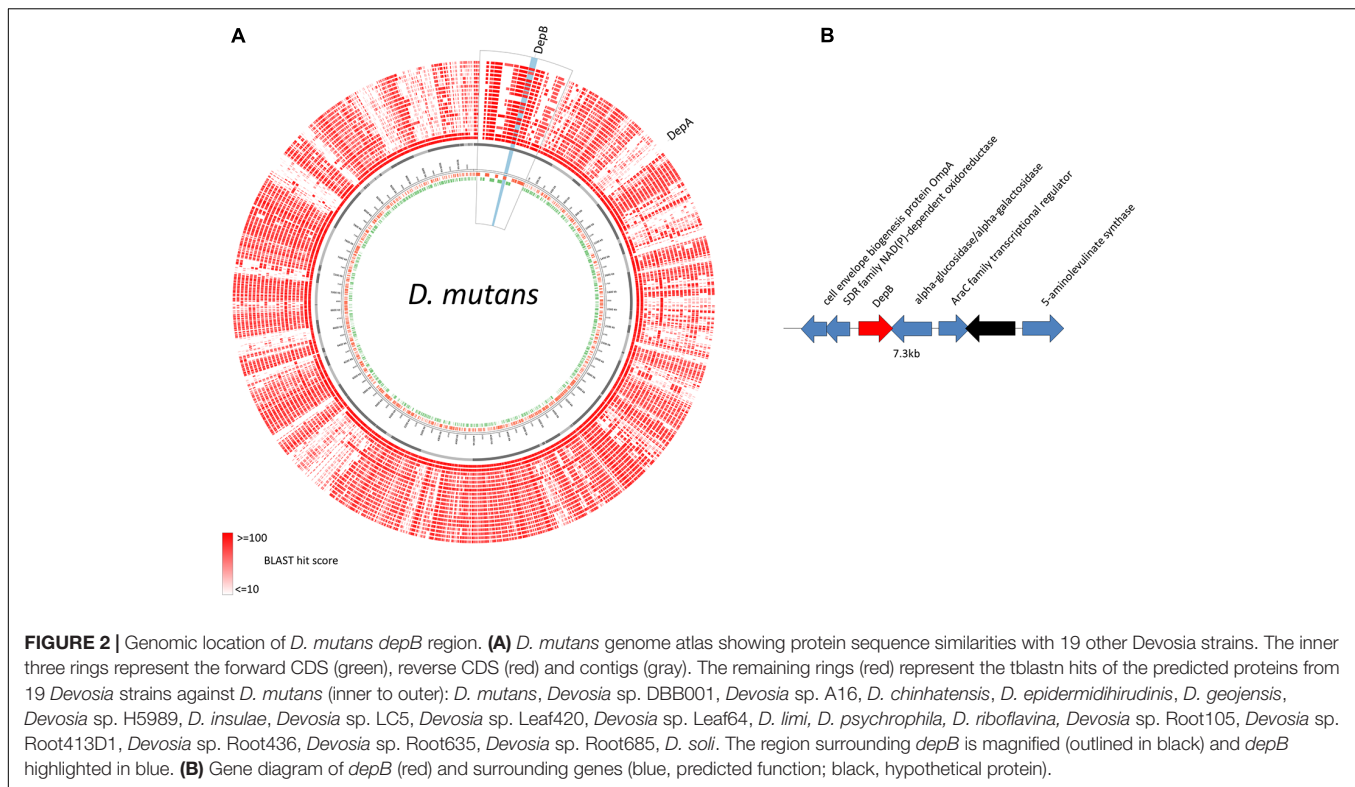 A
B
DepB
DepA
D. mutans
>=100
BLAST hit score
<=10
cell envelope biogenesis protein OmpA
SDR family NAD(P)-dependent oxidoreductase
DepB
alpha-glucosidase/alpha-galactosidase
AraC family transcriptional regulator
5-aminolevulinate synthase
7.3kb
FIGURE 2 | Genomic location of D. mutans depB region. (A) D. mutans genome atlas showing protein sequence similarities with 19 other Devosia strains. The inner
three rings represent the forward CDS (green), reverse CDS (red) and contigs (gray). The remaining rings (red) represent the tblastn hits of the predicted proteins from
19 Devosia strains against D. mutans (inner to outer): D. mutans, Devosia sp. DBB001, Devosia sp. A16, D. chinhatensis, D. epidermidihirudinis, D. geojensis,
Devosia sp. H5989, D. insulae, Devosia sp. LC5, Devosia sp. Leaf420, Devosia sp. Leaf64, D. limi, D. psychrophila, D. riboflavina, Devosia sp. Root105, Devosia sp.
Root413D1, Devosia sp. Root436, Devosia sp. Root635, Devosia sp. Root685, D. soli. The region surrounding depB is magnified (outlined in black) and depB
highlighted in blue. (B) Gene diagram of depB (red) and surrounding genes (blue, predicted function; black, hypothetical protein).